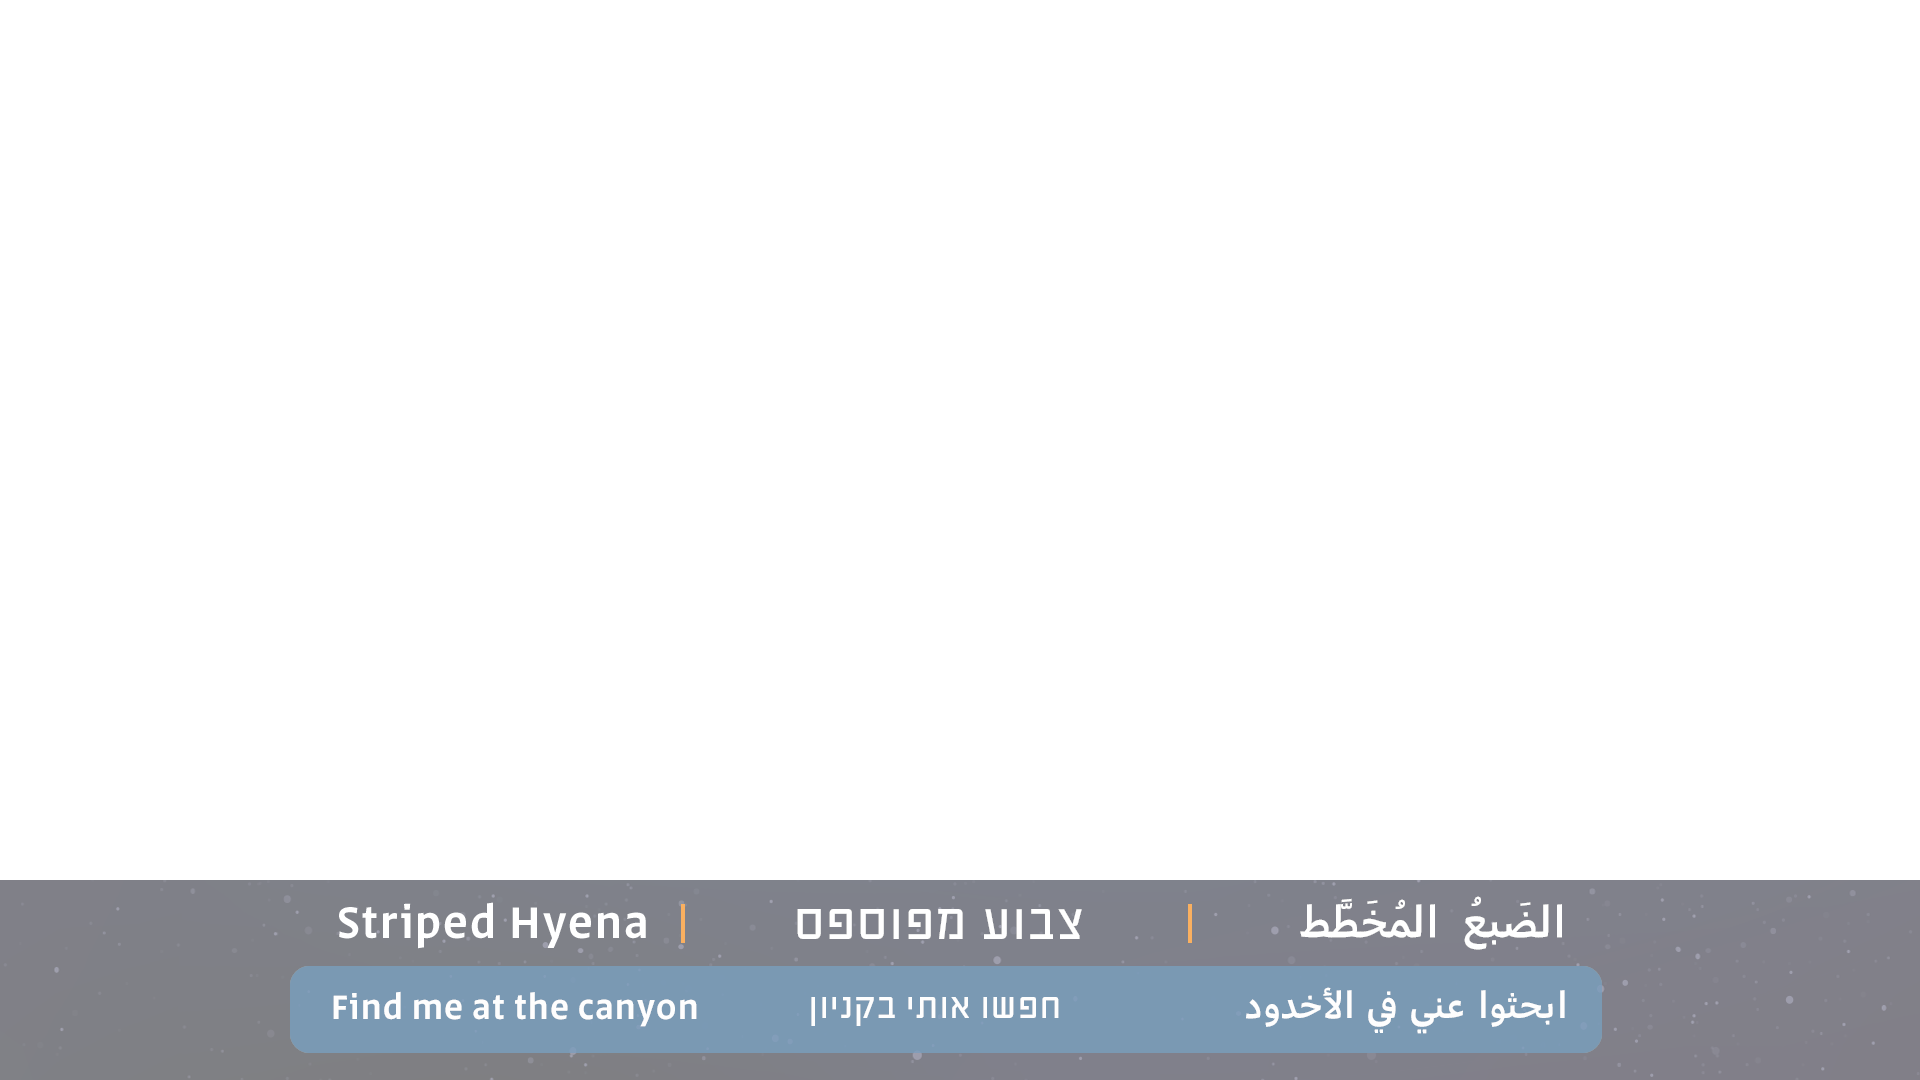 Striped Hyena | צבוע מפוספס | الضَبعُ المُخَطَّط
Find me at the canyon חפשו אותי בקניון ابحثوا عني في الأخدود